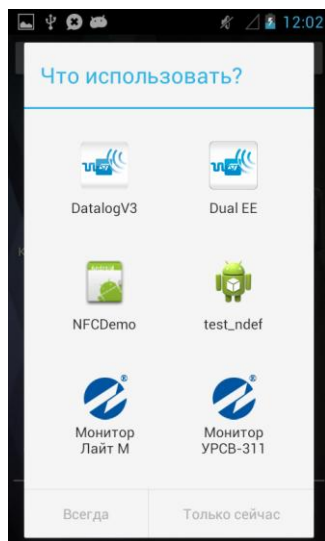 12:02
Что использовать?
DatalogV3 Dual EE
NFCDemo test_ndef
Монитор Монитор
Лайт М УРСВ-311
Всегда Только сейчас